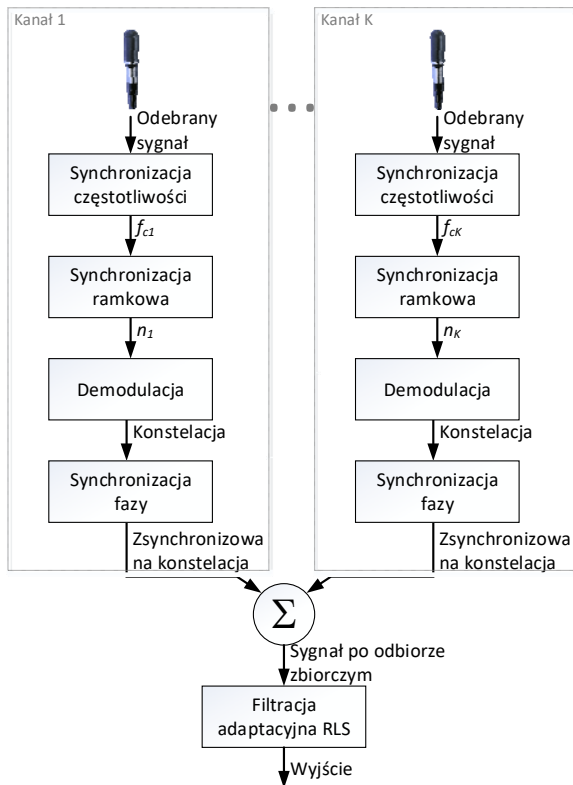 Kanał 1
Odebrany
sygnał
Synchronizacja
częstotliwości
fc1
Synchronizacja
ramkowa
n1
Demodulacja
Konstelacja
Synchronizacja
fazy
Zsynchronizowa
na konstelacja
Kanał K
Odebrany
sygnał
Synchronizacja
częstotliwości
fcK
Synchronizacja
ramkowa
nK
Demodulacja
Konstelacja
Synchronizacja
fazy
Zsynchronizowa
na konstelacja
Σ
Sygnał po odbiorze
zbiorczym
Filtracja
adaptacyjna RLS
Wyjście